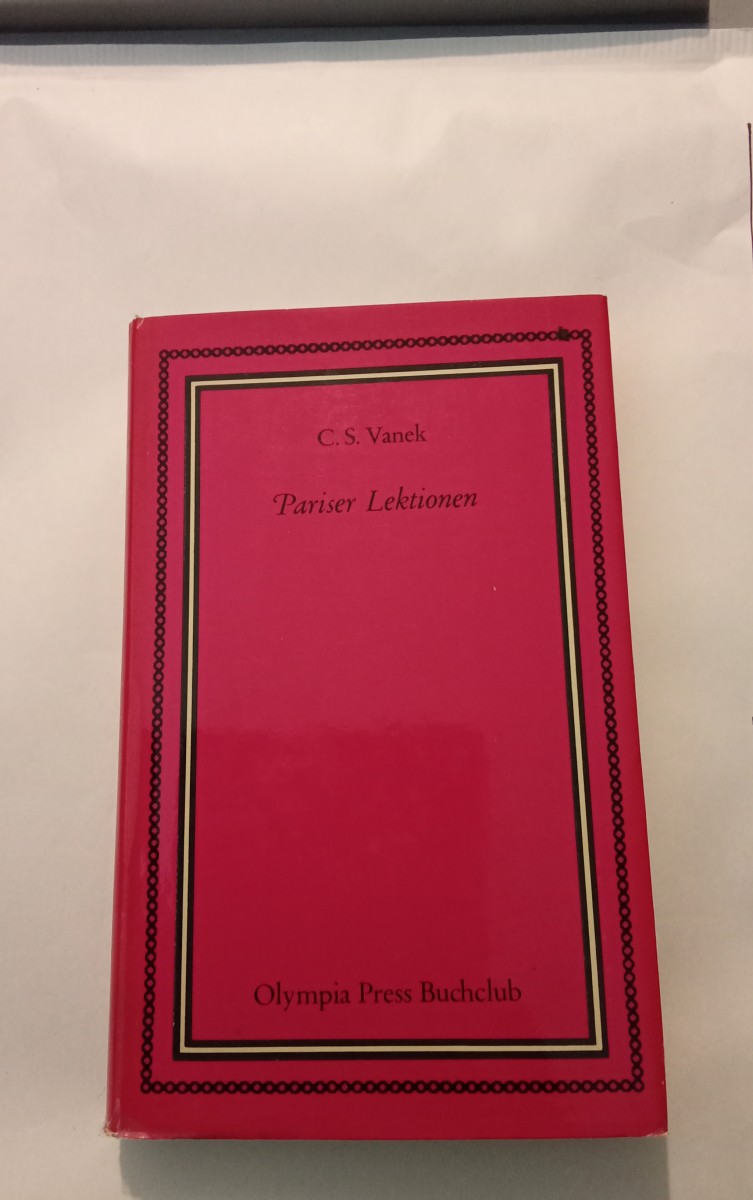 C. S. Vanek
Pariser Lektionen
Olympia Press Buchclub